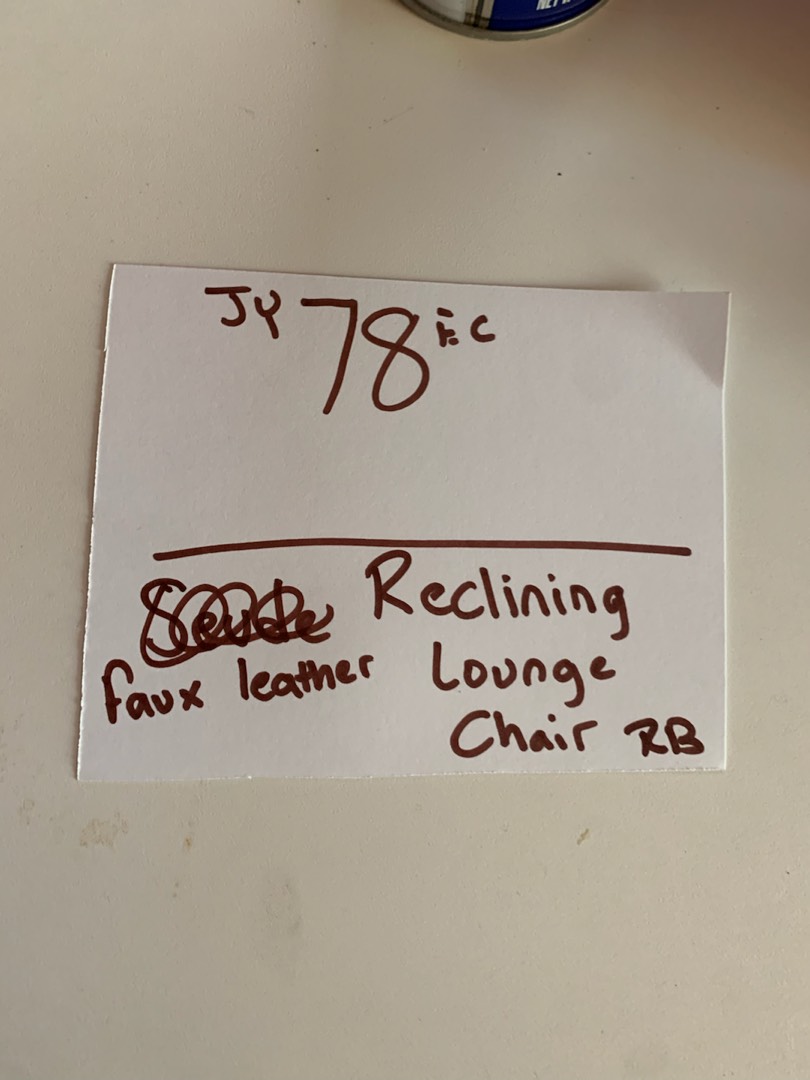 JY 78 EC
Reclining
faux leather Lounge
Chair RB